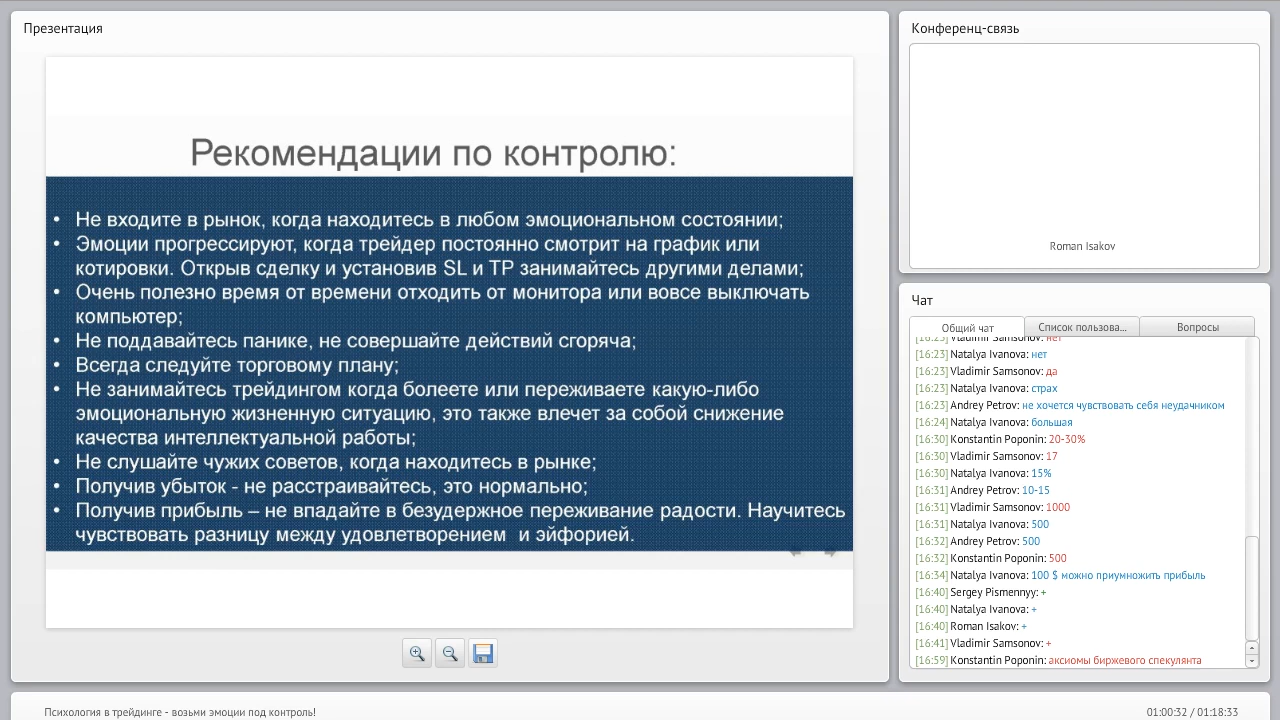 Презентация
Рекомендации по контролю:
• Не входите в рынок, когда находитесь в любом эмоциональном состоянии;
• Эмоции прогрессируют, когда трейдер постоянно смотрит на график или
котировки. Открыв сделку и установив SL и TP занимайтесь другими делами;
• Очень полезно время от времени отходить от монитора или вовсе выключать
компьютер;
• Не поддавайтесь панике, не совершайте действий сгоряча;
• Всегда следуйте торговому плану;
• Не занимайтесь трейдингом когда болеете или переживаете какую-либо
эмоциональную жизненную ситуацию, это также влечет за собой снижение
качества интеллектуальной работы;
• Не слушайте чужих советов, когда находитесь в рынке;
• Получив убыток - не расстраивайтесь, это нормально;
• Получив прибыль – не впадайте в безудержное переживание радости. Научитесь
чувствовать разницу между удовлетворением и эйфорией.
Конференц-связь
Roman Isakov
Чат
Общий чат
Список пользова...
Вопросы
[16:23] Vladimir Samsonov: нет
[16:23] Natalya Ivanova: нет
[16:23] Vladimir Samsonov: да
[16:23] Natalya Ivanova: страх
[16:23] Andrey Petrov: не хочется чувствовать себя неудачником
[16:24] Natalya Ivanova: большая
[16:30] Konstantin Poponin: 20-30%
[16:30] Vladimir Samsonov: 17
[16:30] Natalya Ivanova: 15%
[16:31] Andrey Petrov: 10-15
[16:31] Vladimir Samsonov: 1000
[16:31] Natalya Ivanova: 500
[16:32] Andrey Petrov: 500
[16:32] Konstantin Poponin: 500
[16:34] Natalya Ivanova: 100 $ можно приумножить прибыль
[16:40] Sergey Pismennyy: +
[16:40] Natalya Ivanova: +
[16:40] Roman Isakov: +
[16:41] Vladimir Samsonov: +
[16:59] Konstantin Poponin: аксиомы биржевого спекулянта
Психология в трейдинге - возьми эмоции под контроль!
01:00:32 / 01:18:33